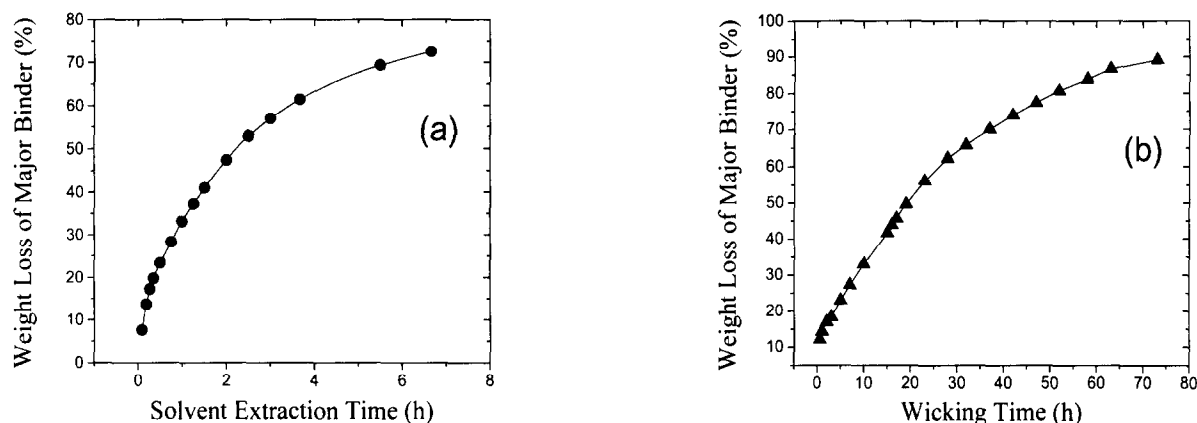 Weight Loss of Major Binder (%)
80
70
60
50
40
30
20
10
0
(a)
0 2 4 6 8
Solvent Extraction Time (h)
Weight Loss of Major Binder (%)
100
90
80
70
60
50
40
30
20
10
(b)
0 10 20 30 40 50 60 70 80
Wicking Time (h)